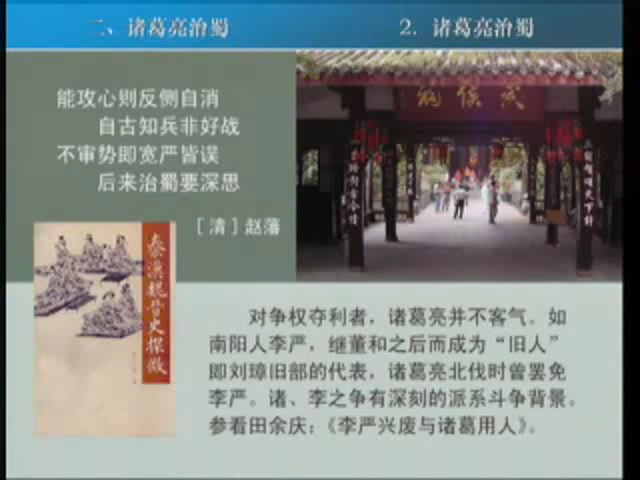 二、诸葛亮治蜀
2. 诸葛亮治蜀
能攻心则反侧自消
自古知兵非好战
不审势即宽严皆误
后来治蜀要深思
［清］赵藩
武侯祠
秦汉魏晋史探微
对争权夺利者，诸葛亮并不客气。如
南阳人李严，继董和之后而成为“旧人”
即刘璋旧部的代表，诸葛亮北伐时曾罢免
李严。诸、李之争有深刻的派系斗争背景。
参看田余庆：《李严兴废与诸葛用人》。